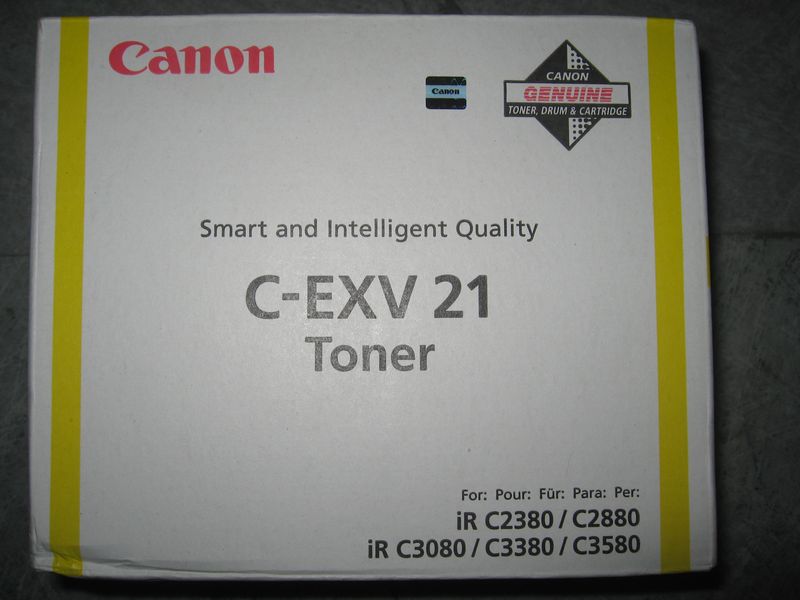 Canon
Canon
CANON
GENUINE
TONER, DRUM & CARTRIDGE
Smart and Intelligent Quality
C-EXV 21
Toner
For: Pour: Für: Para: Per:
iR C2380 / C2880
iR C3080 / C3380 / C3580